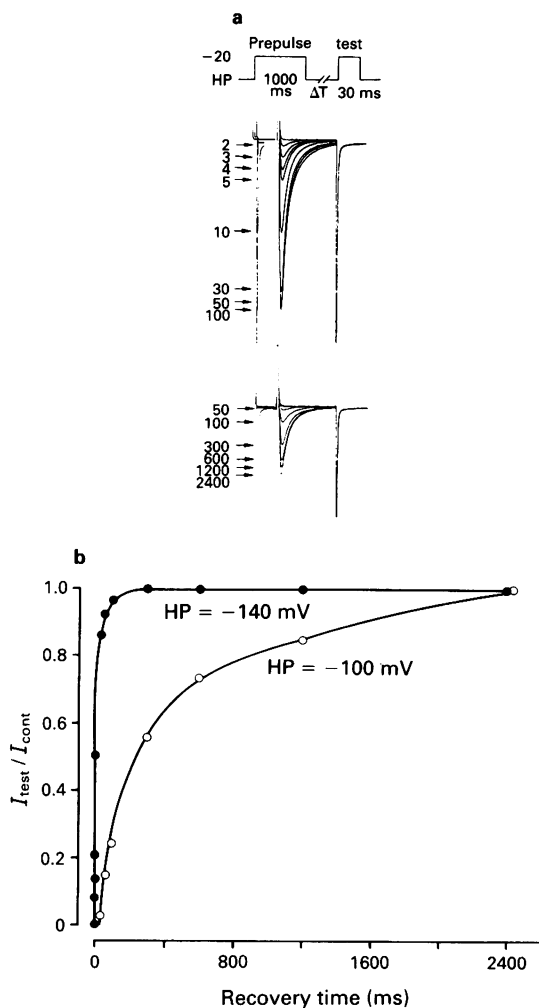 a
Prepulse test
−20
HP 1000 ms ΔT 30 ms
2
3
4
5
10
30
50
100
50
100
300
600
1200
2400
b
1.0
0.8
0.6
0.4
0.2
0
I test / I cont
HP = −140 mV
HP = −100 mV
0 800 1600 2400
Recovery time (ms)